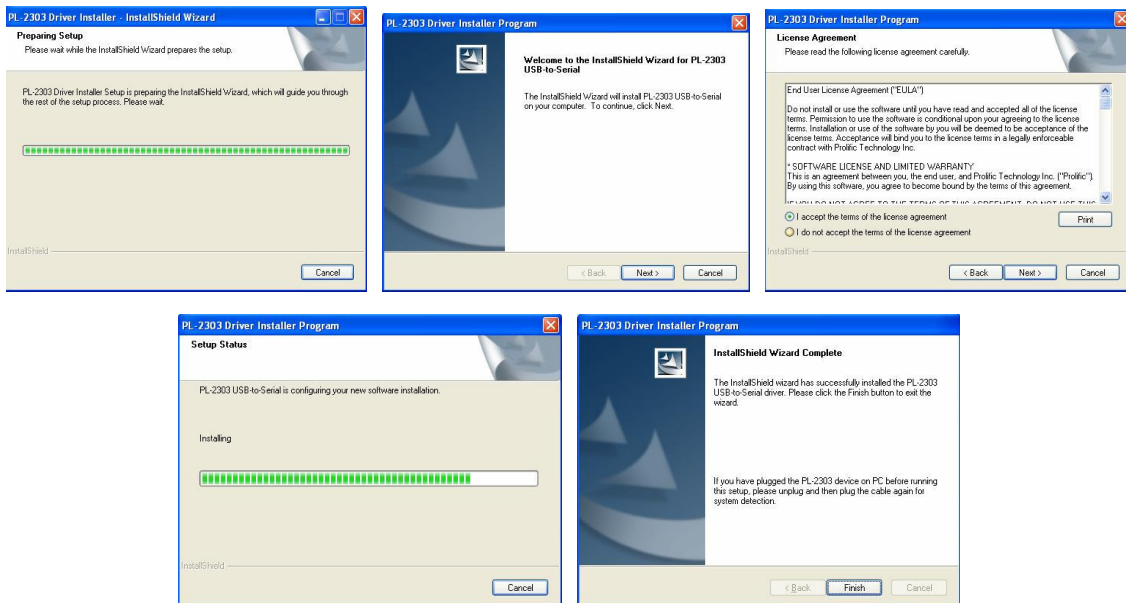 PL-2303 Driver Installer - InstallShield Wizard
Preparing Setup
Please wait while the InstallShield Wizard prepares the setup.
PL-2303 Driver Installer Setup is preparing the InstallShield Wizard, which will guide you through
the rest of the setup process. Please wait.
InstallShield
Cancel
PL-2303 Driver Installer Program
Welcome to the InstallShield Wizard for PL-2303
USB-to-Serial
The InstallShield Wizard will install PL-2303 USB-to-Serial
on your computer. To continue, click Next.
< Back
Next >
Cancel
PL-2303 Driver Installer Program
License Agreement
Please read the following license agreement carefully.
End User License Agreement ("EULA")
Do not install or use the software until you have read and accepted all of the license
terms. Permission to use the software is conditional upon your agreeing to the license
terms. Installation or use of the software by you will be deemed to be acceptance of the
license terms. Acceptance will bind you to the license terms in a legally enforceable
contract with Prolific Technology Inc.
* SOFTWARE LICENSE AND LIMITED WARRANTY
This is an agreement between you, the end user, and Prolific Technology Inc. ("Prolific").
By using this software, you agree to become bound by the terms of this agreement.
IF YOU DO NOT AGREE TO THE TERMS OF THIS AGREEMENT, DO NOT USE THIS
I accept the terms of the license agreement
Print
I do not accept the terms of the license agreement
InstallShield
< Back
Next >
Cancel
PL-2303 Driver Installer Program
Setup Status
PL-2303 USB-to-Serial is configuring your new software installation.
Installing
InstallShield
Cancel
PL-2303 Driver Installer Program
InstallShield Wizard Complete
The InstallShield wizard has successfully installed the PL-2303
USB-to-Serial driver. Please click the Finish button to exit the
wizard.
If you have plugged the PL-2303 device on PC before running
this setup, please unplug and then plug the cable again for
system detection.
< Back
Finish
Cancel